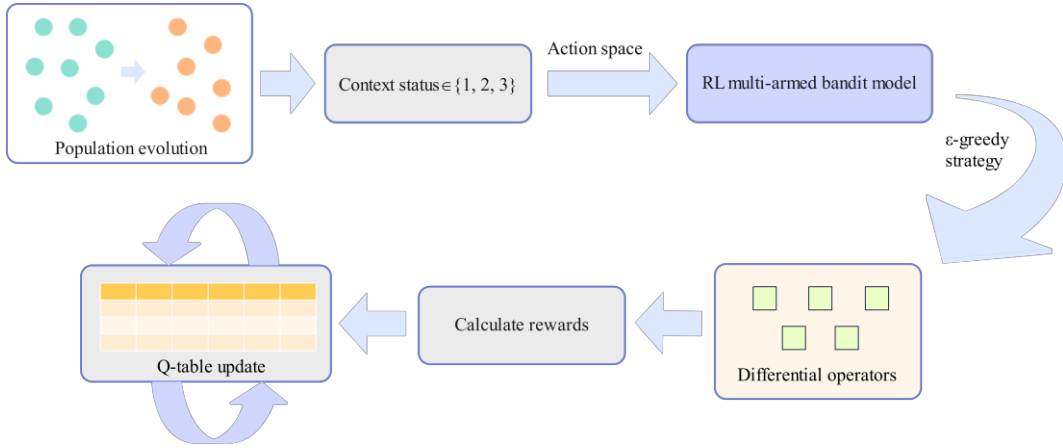 Population evolution
Context status∈{1, 2, 3}
Action space
RL multi-armed bandit model
ε-greedy
strategy
Differential operators
Calculate rewards
Q-table update